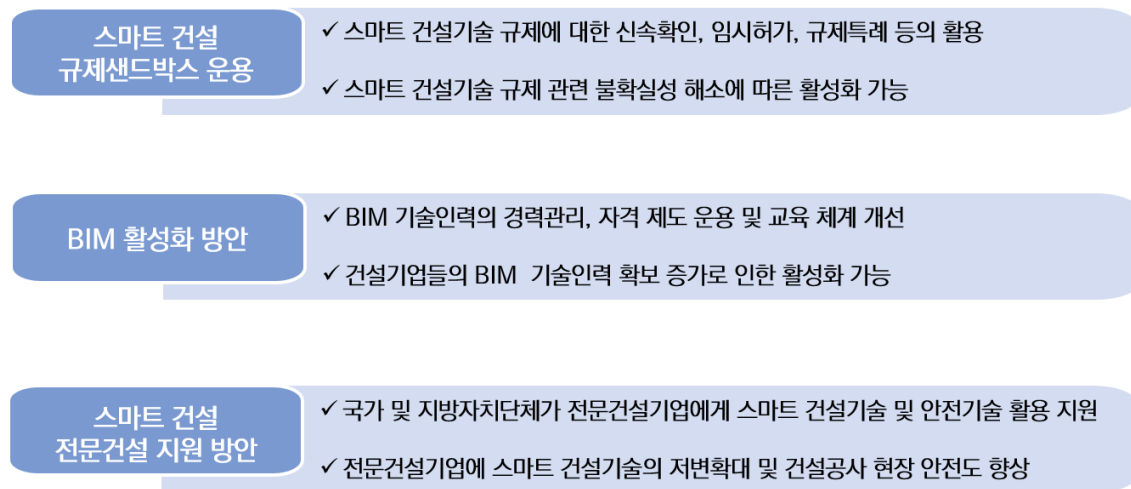 스마트 건설
규제샌드박스 운용
✓ 스마트 건설기술 규제에 대한 신속확인, 임시허가, 규제특례 등의 활용
✓ 스마트 건설기술 규제 관련 불확실성 해소에 따른 활성화 가능
BIM 활성화 방안
✓ BIM 기술인력의 경력관리, 자격 제도 운용 및 교육 체계 개선
✓ 건설기업들의 BIM 기술인력 확보 증가로 인한 활성화 가능
스마트 건설
전문건설 지원 방안
✓ 국가 및 지방자치단체가 전문건설기업에게 스마트 건설기술 및 안전기술 활용 지원
✓ 전문건설기업에 스마트 건설기술의 저변확대 및 건설공사 현장 안전도 향상